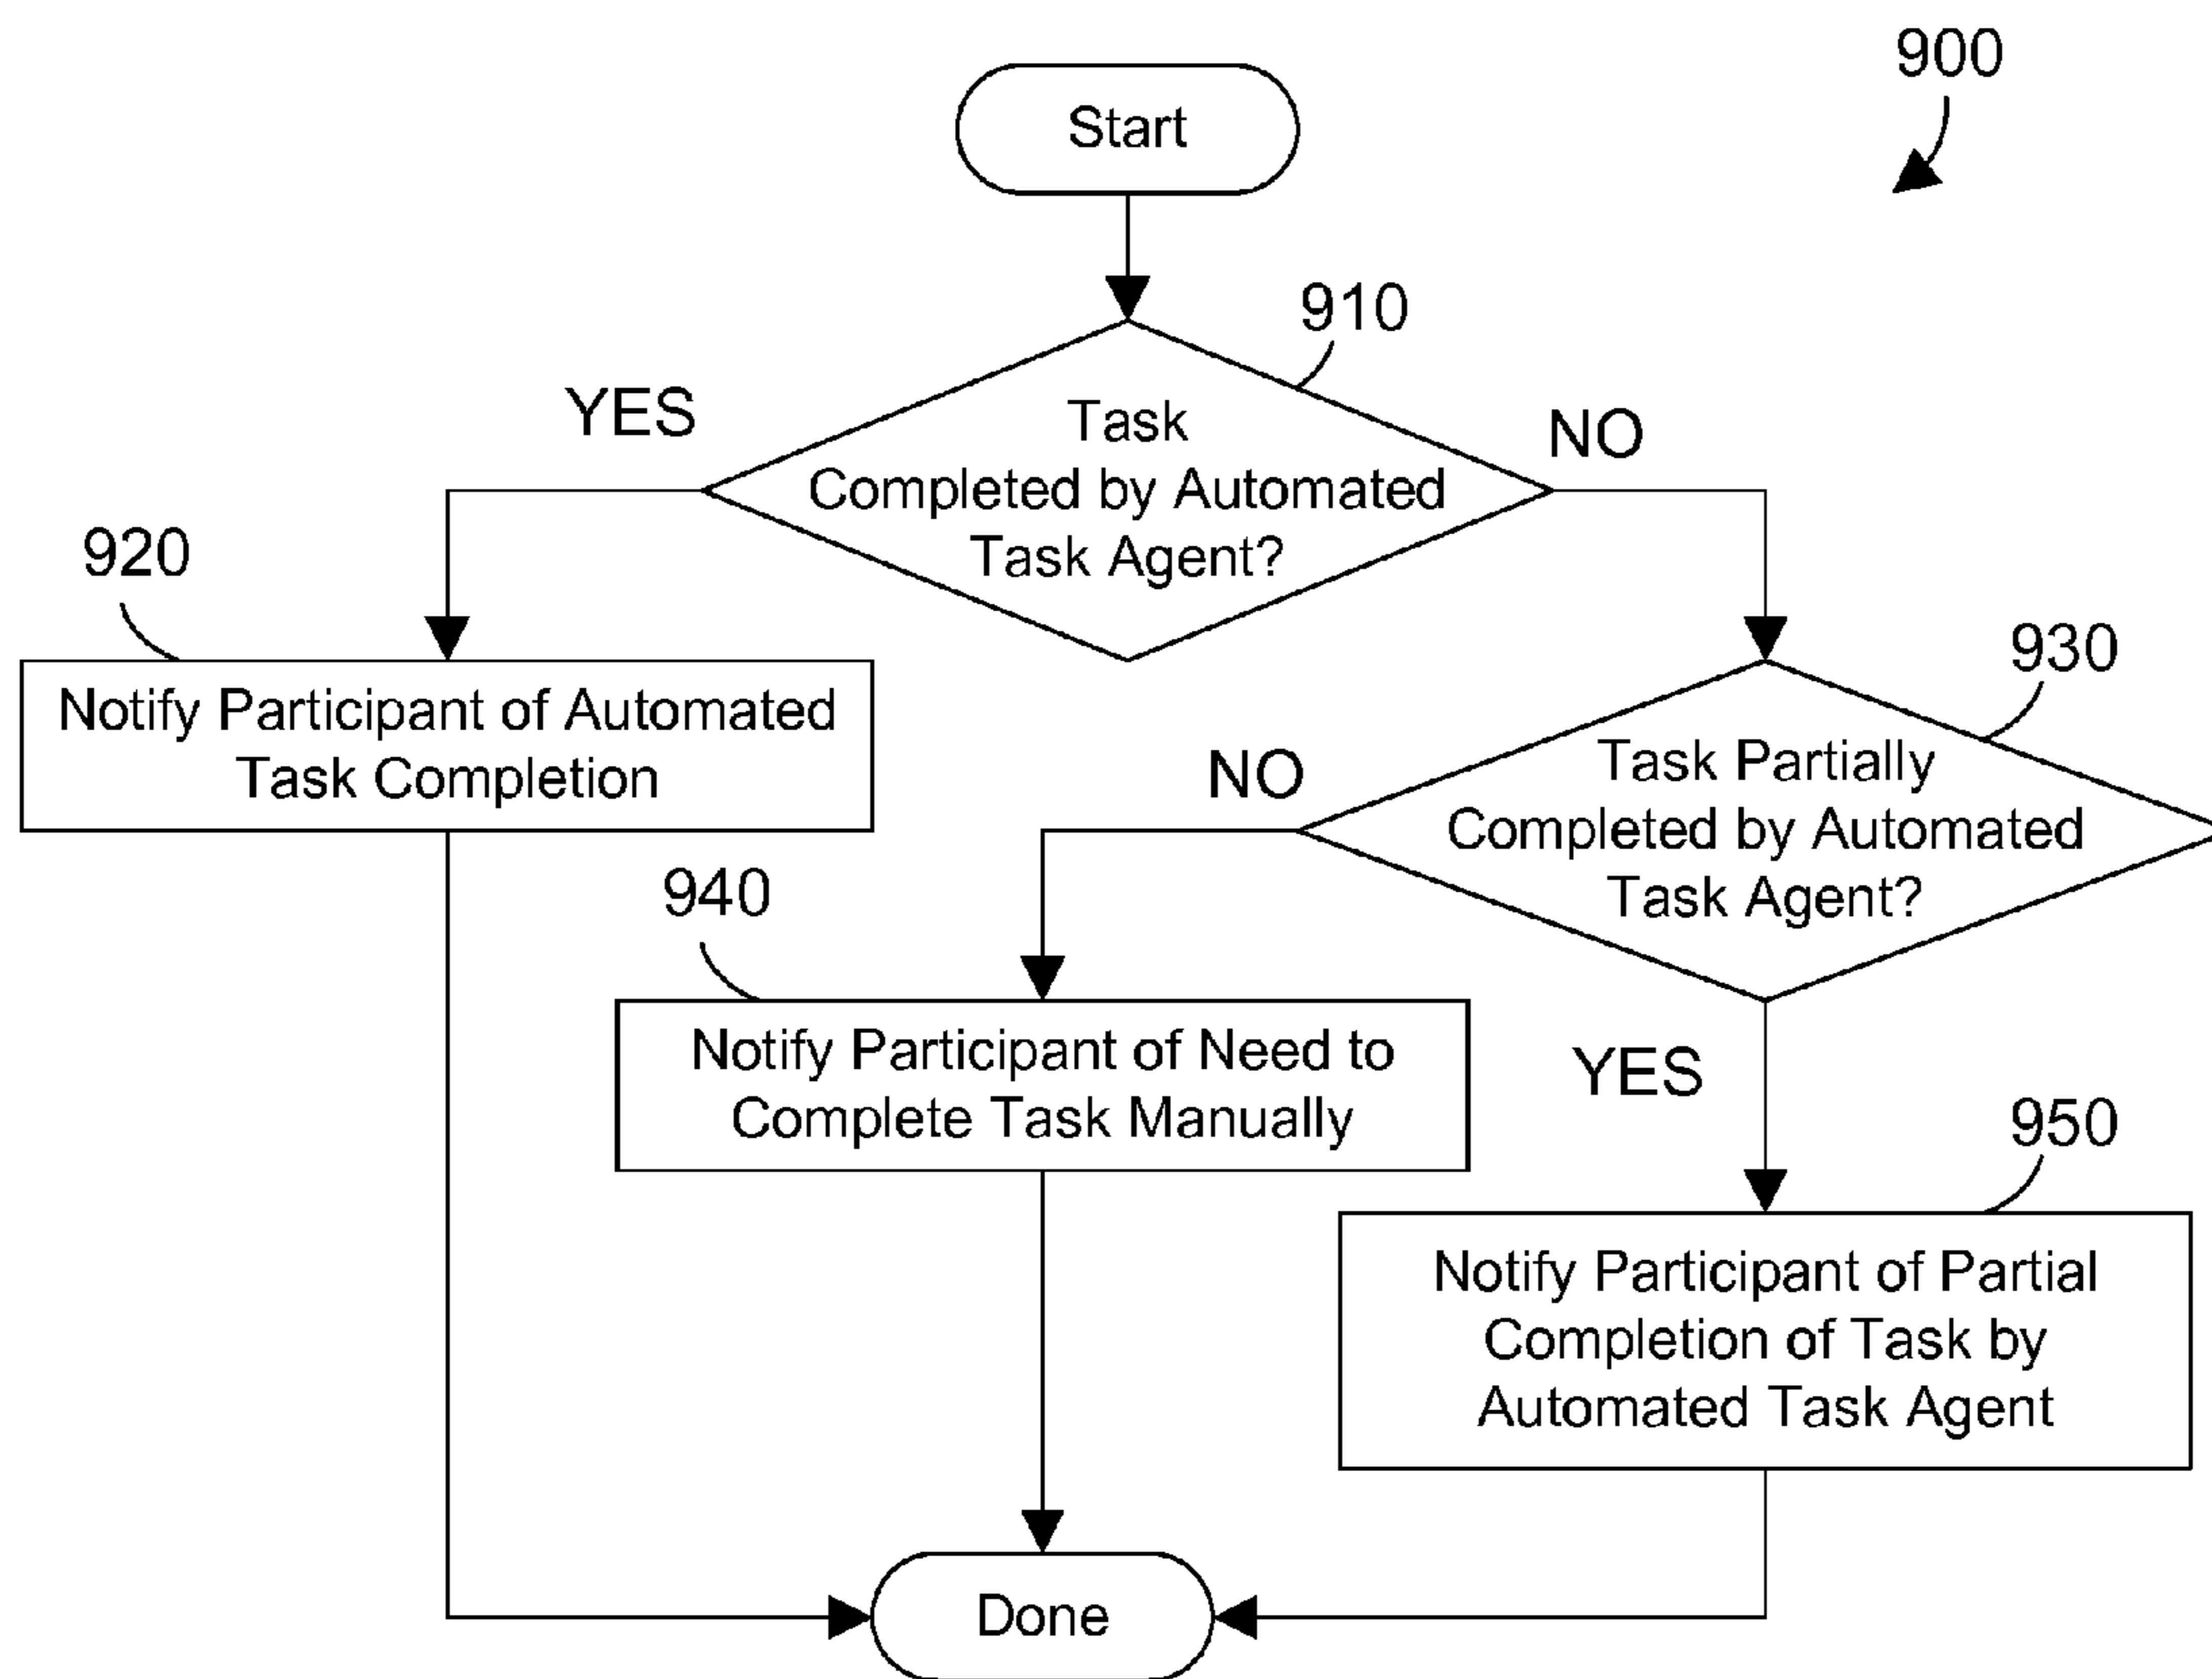 900
Start
910
YES
Task
Completed by Automated
Task Agent?
NO
920
Notify Participant of Automated
Task Completion
930
Task Partially
Completed by Automated
Task Agent?
NO
940
Notify Participant of Need to
Complete Task Manually
YES
950
Notify Participant of Partial
Completion of Task by
Automated Task Agent
Done